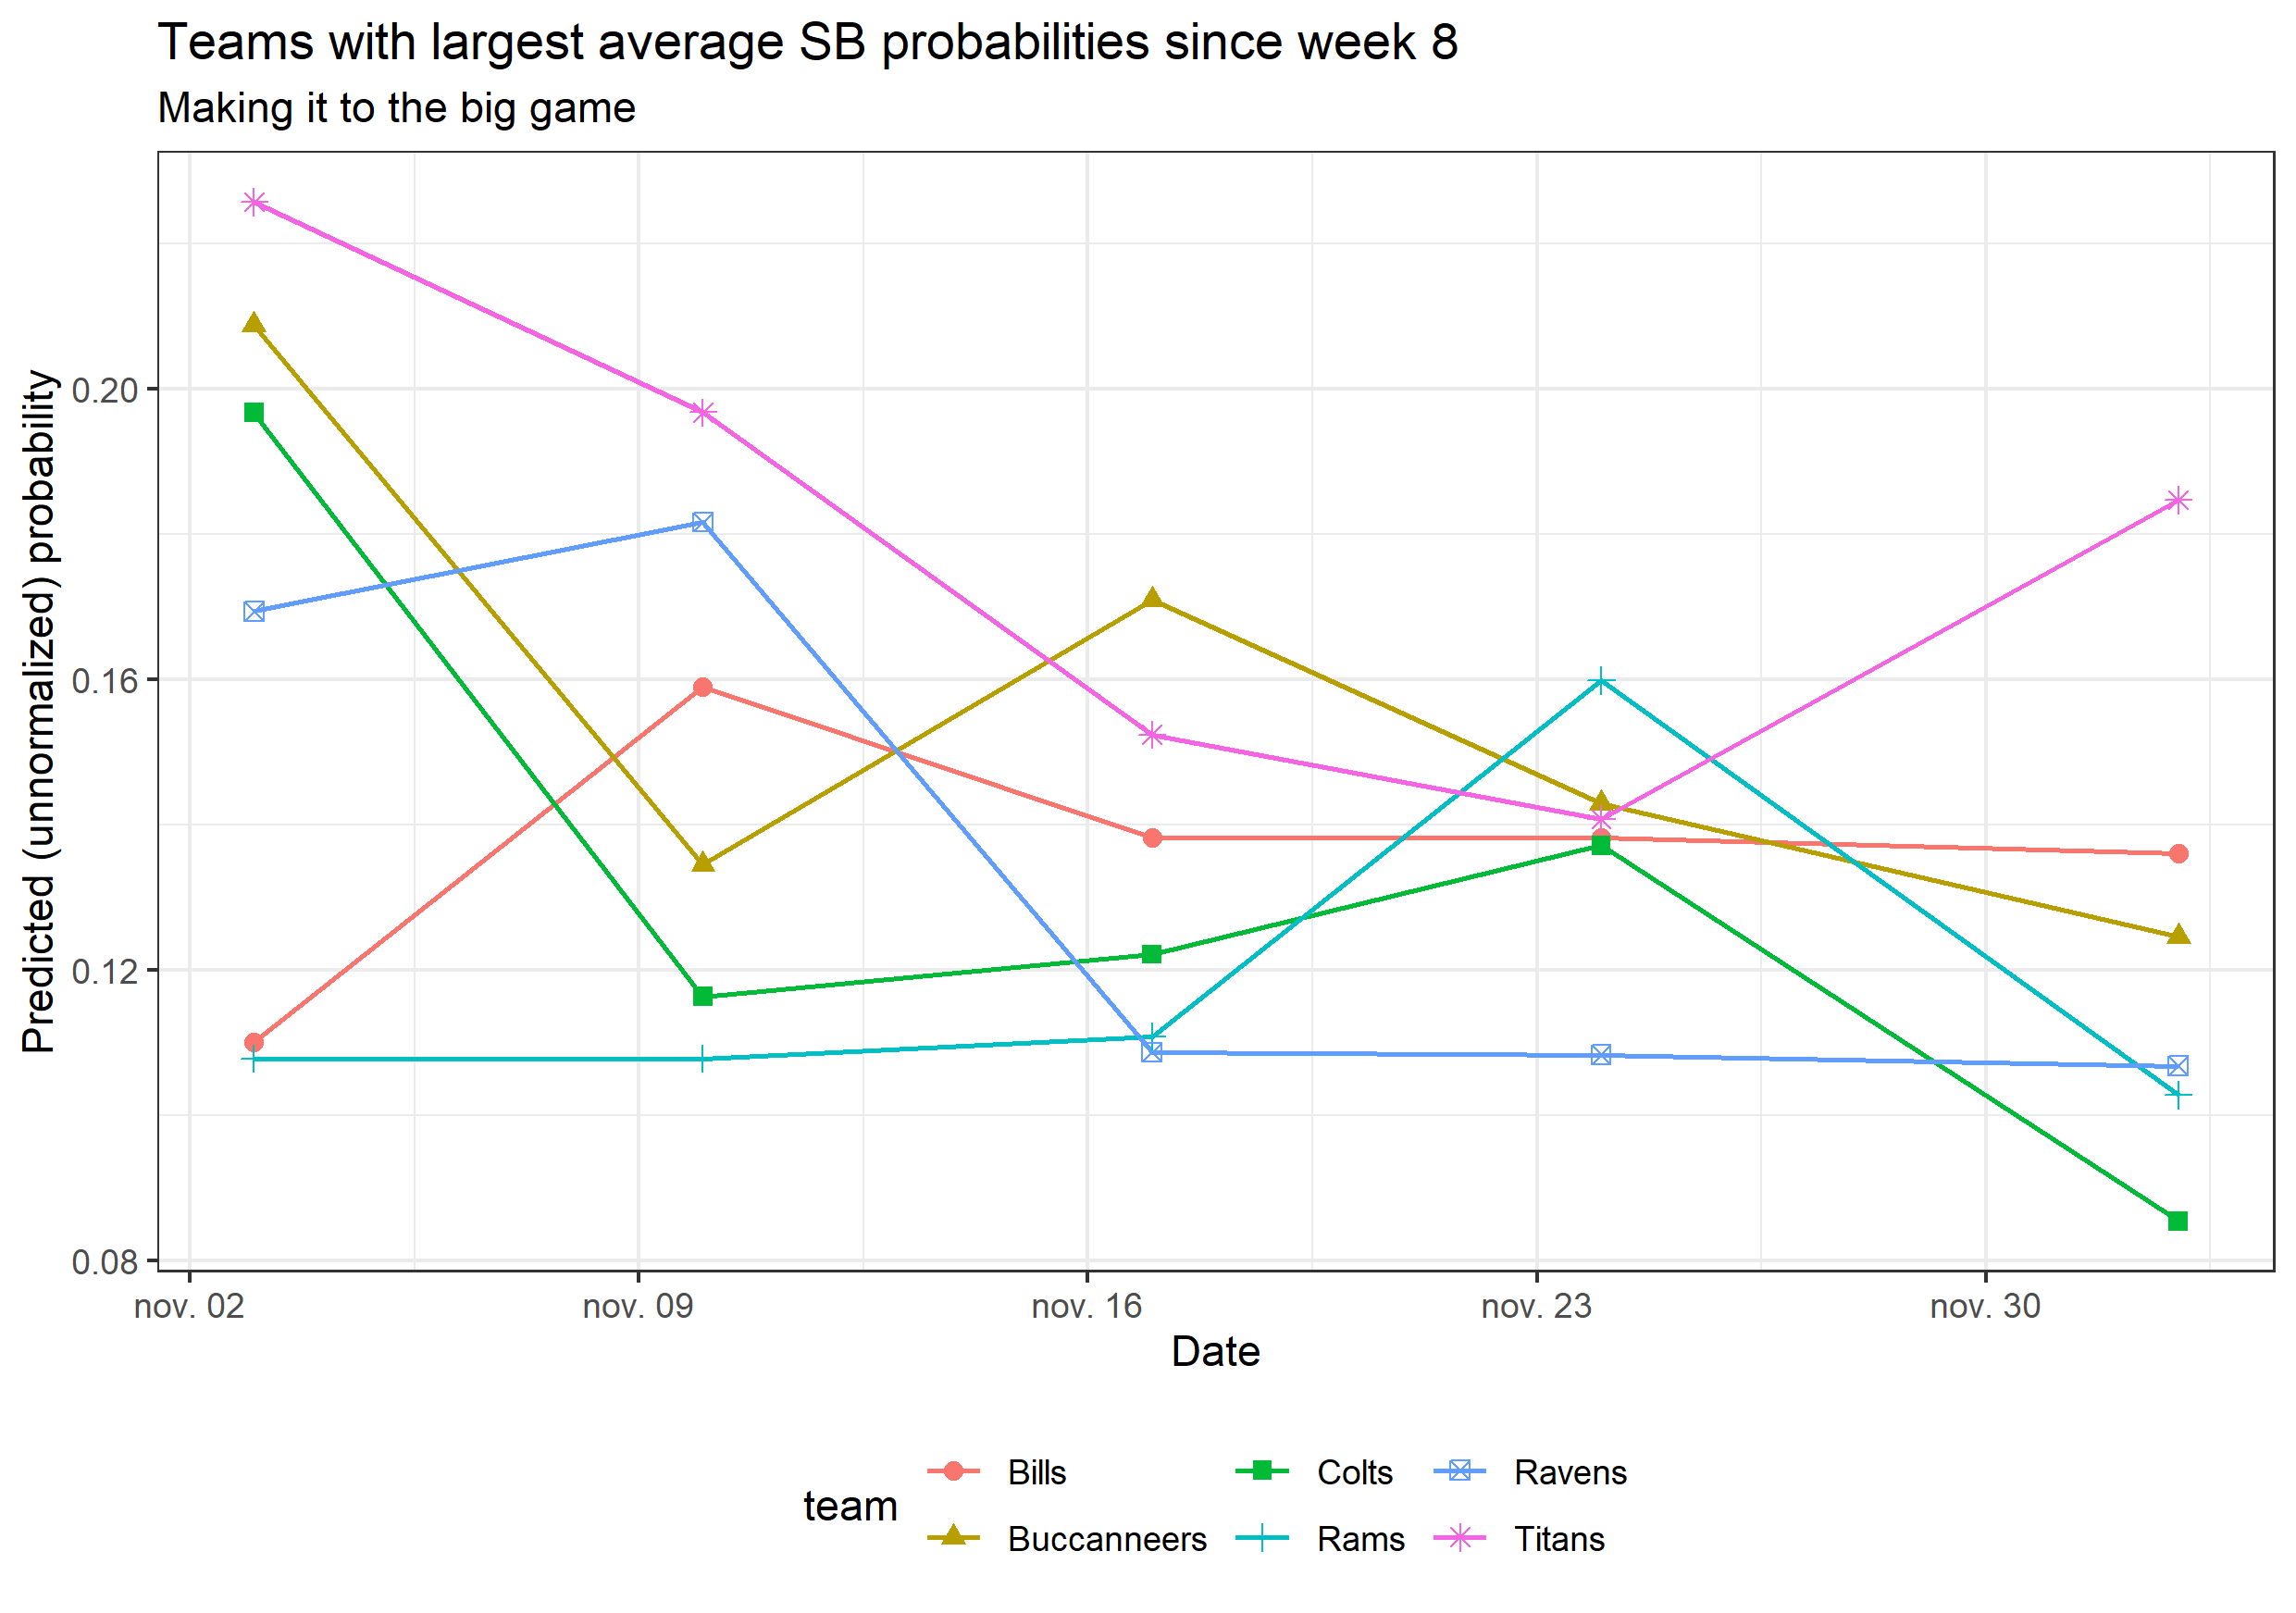 Teams with largest average SB probabilities since week 8
Making it to the big game
Predicted (unnormalized) probability
0.20
0.16
0.12
0.08
nov. 02
nov. 09
nov. 16
nov. 23
nov. 30
Date
team
Bills
Colts
Ravens
Buccanneers
Rams
Titans